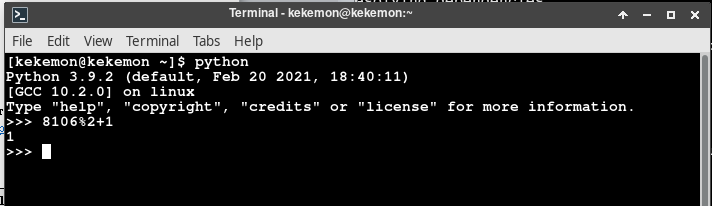 Terminal - kekemon@kekemon:~
File Edit View Terminal Tabs Help
[kekemon@kekemon ~]$ python
Python 3.9.2 (default, Feb 20 2021, 18:40:11)
[GCC 10.2.0] on linux
Type "help", "copyright", "credits" or "license" for more information.
>>> 8106%2+1
1
>>>